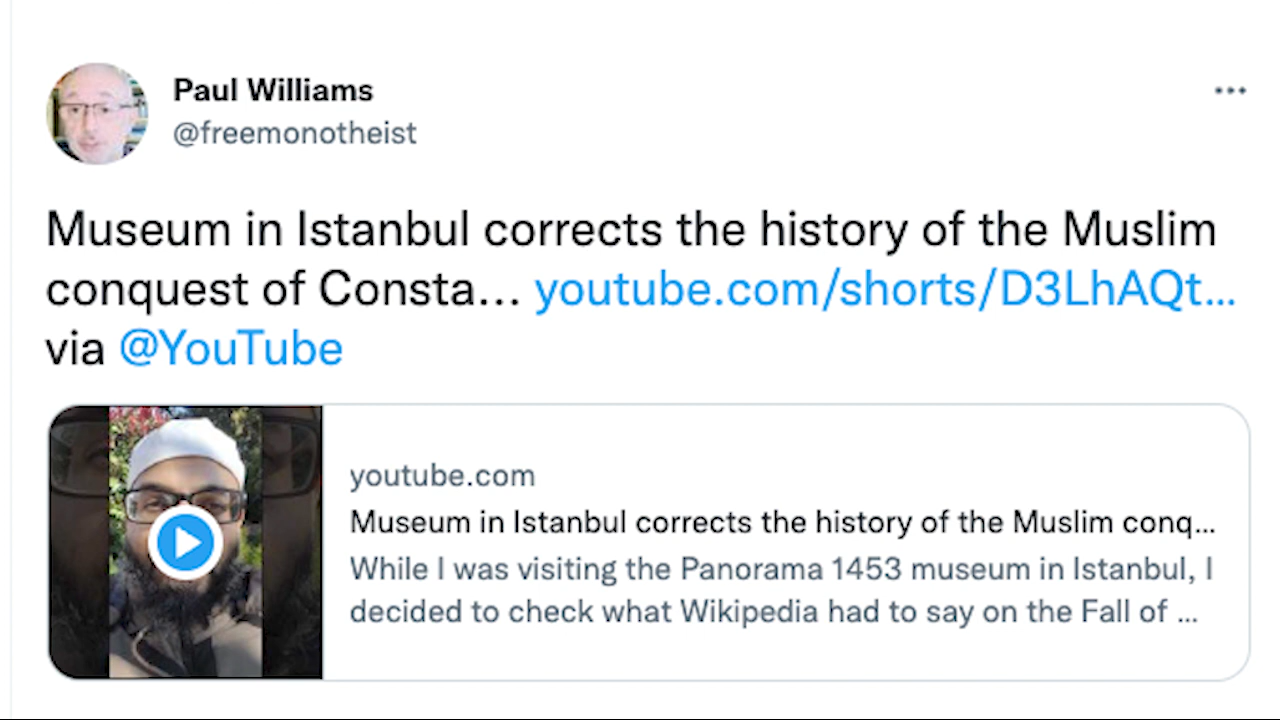 Paul Williams
@freemonotheist
Museum in Istanbul corrects the history of the Muslim
conquest of Consta... youtube.com/shorts/D3LhAQt...
via @YouTube
youtube.com
Museum in Istanbul corrects the history of the Muslim conq...
While I was visiting the Panorama 1453 museum in Istanbul, I
decided to check what Wikipedia had to say on the Fall of ...